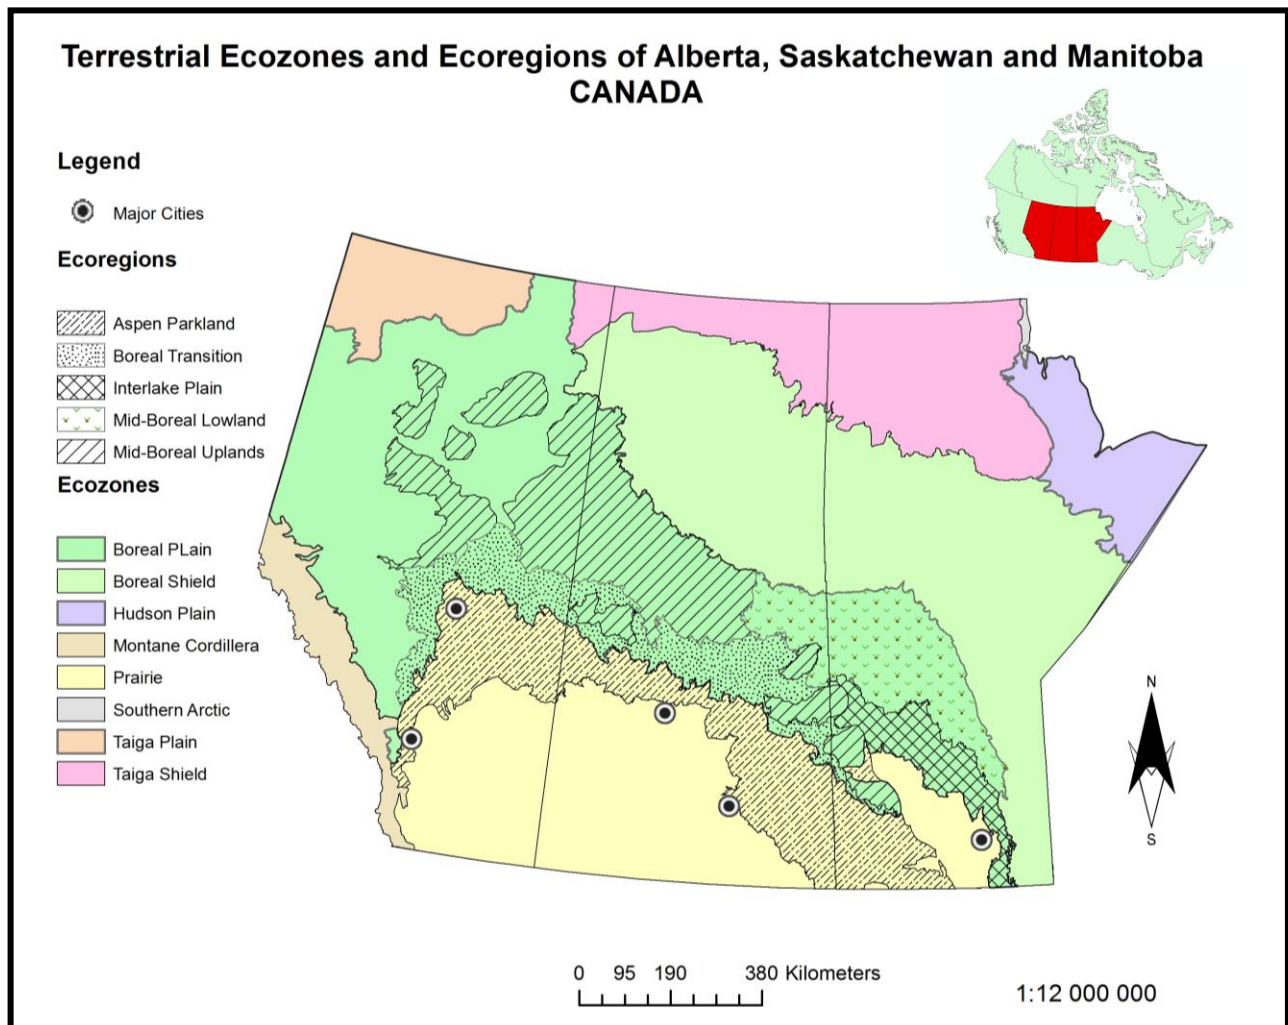 Terrestrial Ecozones and Ecoregions of Alberta, Saskatchewan and Manitoba
CANADA
Legend
Major Cities
Ecoregions
Aspen Parkland
Boreal Transition
Interlake Plain
Mid-Boreal Lowland
Mid-Boreal Uplands
Ecozones
Boreal PLain
Boreal Shield
Hudson Plain
Montane Cordillera
Prairie
Southern Arctic
Taiga Plain
Taiga Shield
N
S
0 95 190 380 Kilometers
1:12 000 000